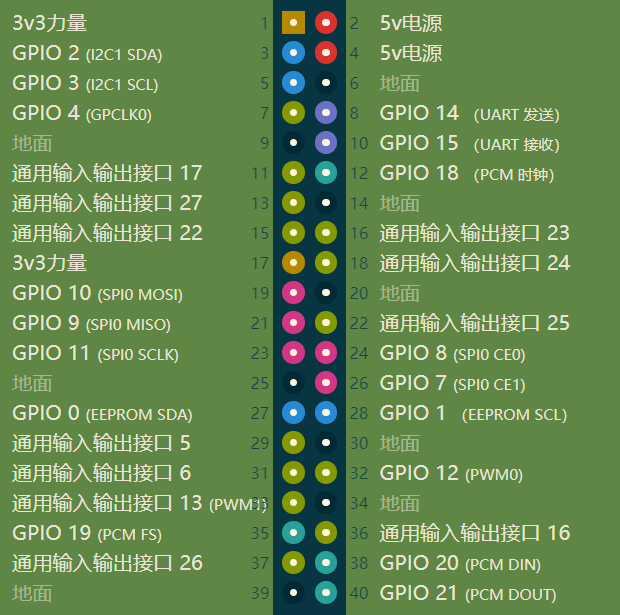 3v3力量 1 2 5v电源
GPIO 2 (I2C1 SDA) 3 4 5v电源
GPIO 3 (I2C1 SCL) 5 6 地面
GPIO 4 (GPCLK0) 7 8 GPIO 14 (UART 发送)
地面 9 10 GPIO 15 (UART 接收)
通用输入输出接口 17 11 12 GPIO 18 (PCM 时钟)
通用输入输出接口 27 13 14 地面
通用输入输出接口 22 15 16 通用输入输出接口 23
3v3力量 17 18 通用输入输出接口 24
GPIO 10 (SPI0 MOSI) 19 20 地面
GPIO 9 (SPI0 MISO) 21 22 通用输入输出接口 25
GPIO 11 (SPI0 SCLK) 23 24 GPIO 8 (SPI0 CE0)
地面 25 26 GPIO 7 (SPI0 CE1)
GPIO 0 (EEPROM SDA) 27 28 GPIO 1 (EEPROM SCL)
通用输入输出接口 5 29 30 地面
通用输入输出接口 6 31 32 GPIO 12 (PWM0)
通用输入输出接口 13 (PWM1) 33 34 地面
GPIO 19 (PCM FS) 35 36 通用输入输出接口 16
通用输入输出接口 26 37 38 GPIO 20 (PCM DIN)
地面 39 40 GPIO 21 (PCM DOUT)